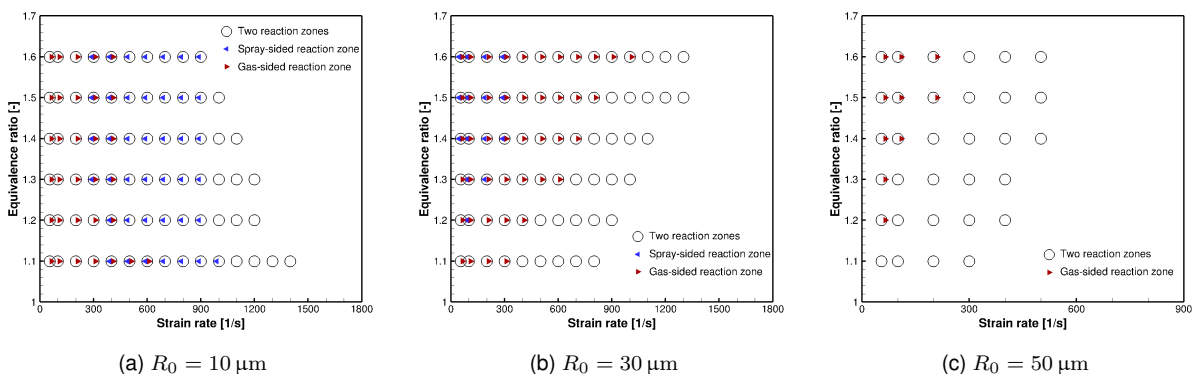 1.7
1.6
1.5
1.4
1.3
1.2
1.1
1
Equivalence ratio [-]
0 300 600 900 1200 1500 1800
Strain rate [1/s]
Two reaction zones
Spray-sided reaction zone
Gas-sided reaction zone
(a) R₀ = 10 µm
1.7
1.6
1.5
1.4
1.3
1.2
1.1
1
Equivalence ratio [-]
0 300 600 900 1200 1500 1800
Strain rate [1/s]
Two reaction zones
Spray-sided reaction zone
Gas-sided reaction zone
(b) R₀ = 30 µm
1.7
1.6
1.5
1.4
1.3
1.2
1.1
1
Equivalence ratio [-]
0 300 600 900
Strain rate [1/s]
Two reaction zones
Gas-sided reaction zone
(c) R₀ = 50 µm